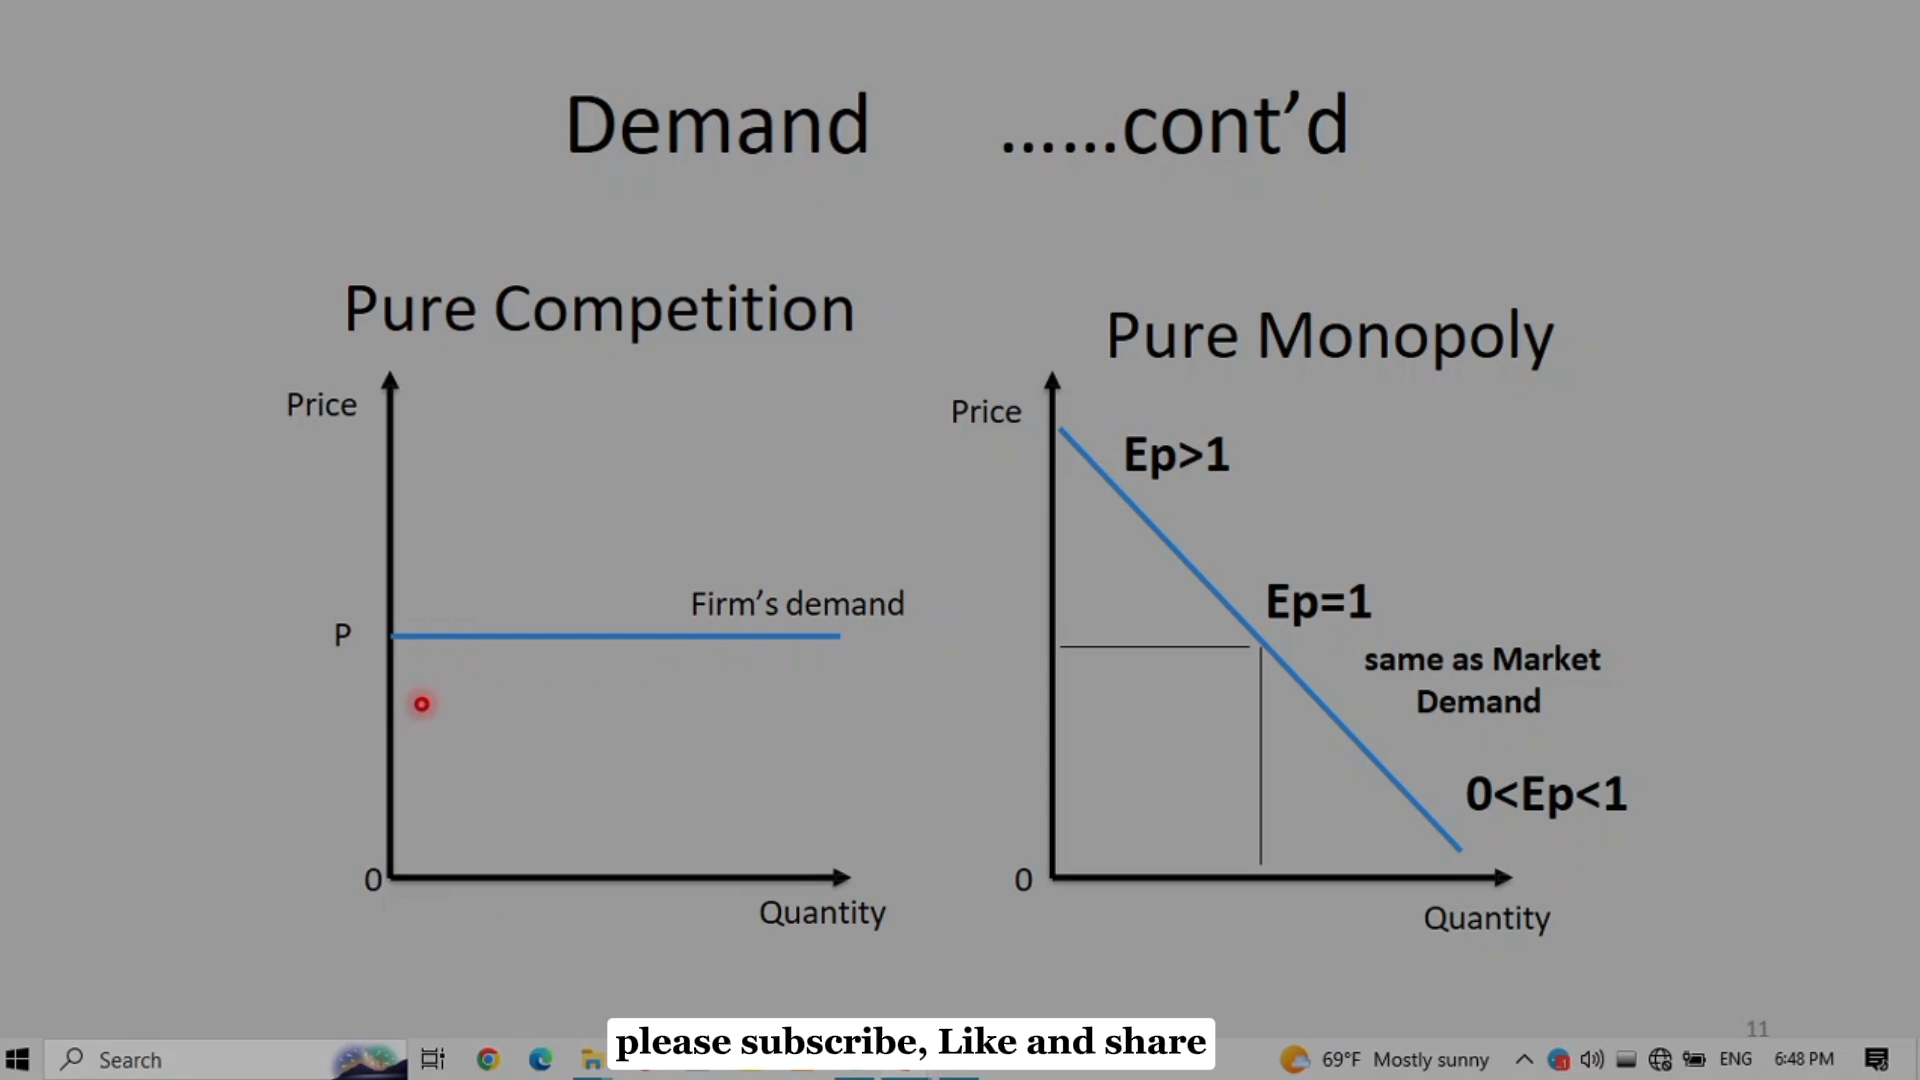 Demand ......cont’d
Pure Competition
Pure Monopoly
Price
Price
Ep>1
Firm’s demand
Ep=1
P
same as Market
Demand
0<Ep<1
0
0
Quantity
Quantity
11
please subscribe, Like and share
Search
69°F Mostly sunny
ENG
6:48 PM